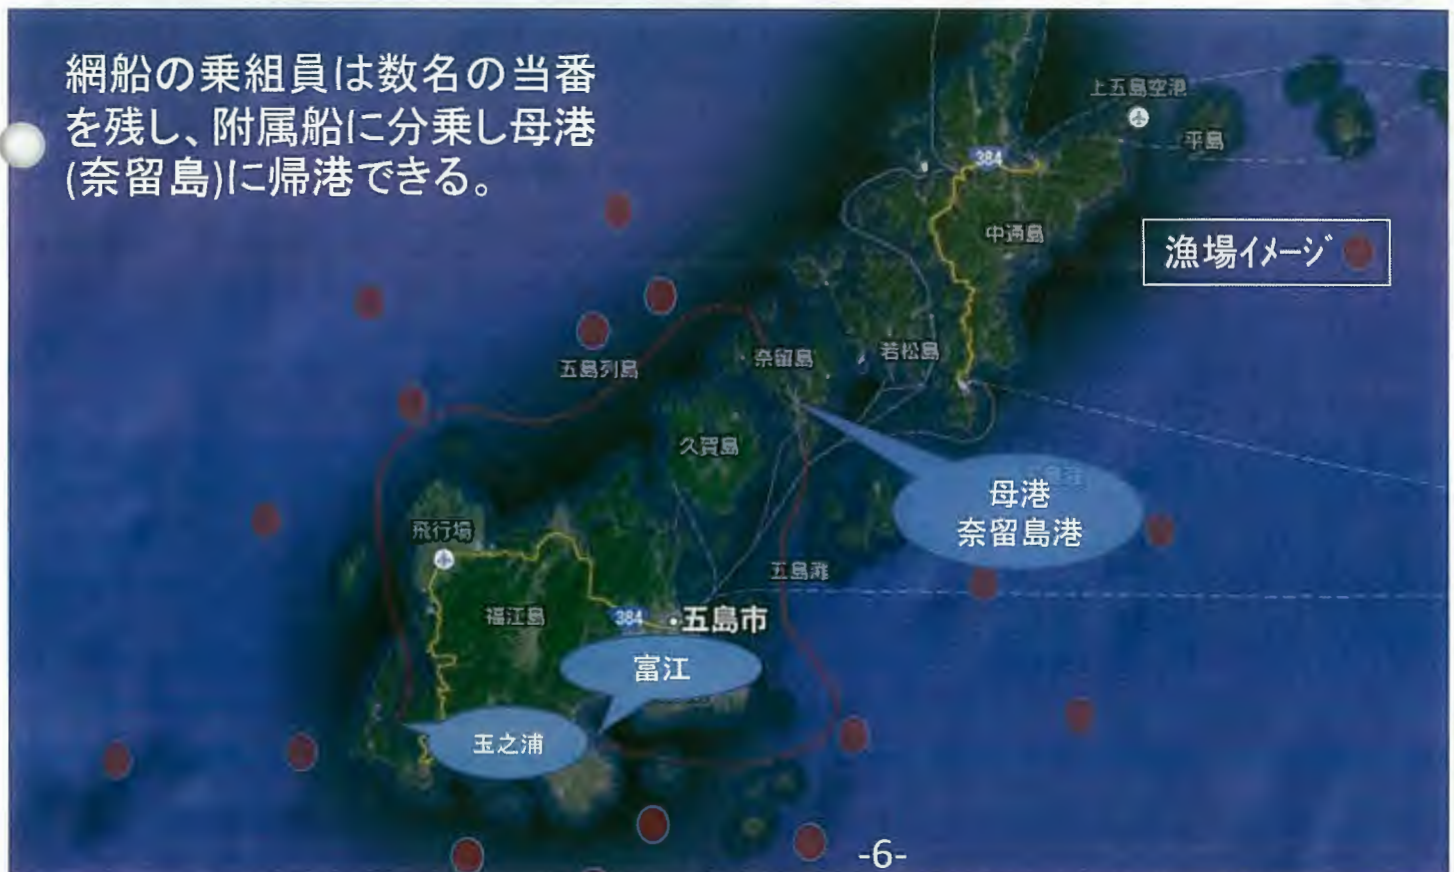 網船の乗組員は数名の当番
を残し、附属船に分乗し母港
(奈留島)に帰港できる。
上五島空港
平島
384
中通島
漁場イメージ
奈留島
若松島
五島列島
久賀島
母港
奈留島港
飛行場
五島灘
福江島
384
五島市
富江
玉之浦
-6-